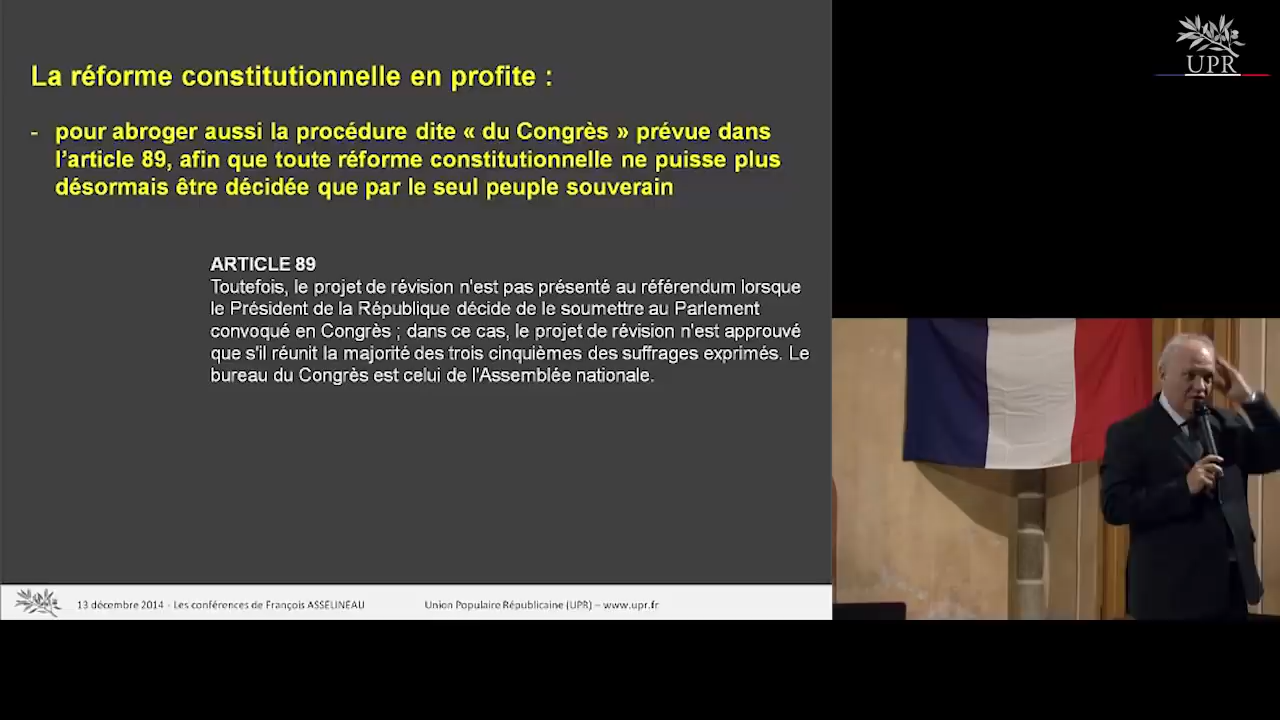 La réforme constitutionnelle en profite :
- pour abroger aussi la procédure dite « du Congrès » prévue dans
l’article 89, afin que toute réforme constitutionnelle ne puisse plus
désormais être décidée que par le seul peuple souverain
ARTICLE 89
Toutefois, le projet de révision n'est pas présenté au référendum lorsque
le Président de la République décide de le soumettre au Parlement
convoqué en Congrès ; dans ce cas, le projet de révision n'est approuvé
que s'il réunit la majorité des trois cinquièmes des suffrages exprimés. Le
bureau du Congrès est celui de l'Assemblée nationale.
13 décembre 2014 - Les conférences de François ASSELINEAU
Union Populaire Républicaine (UPR) – www.upr.fr
UPR